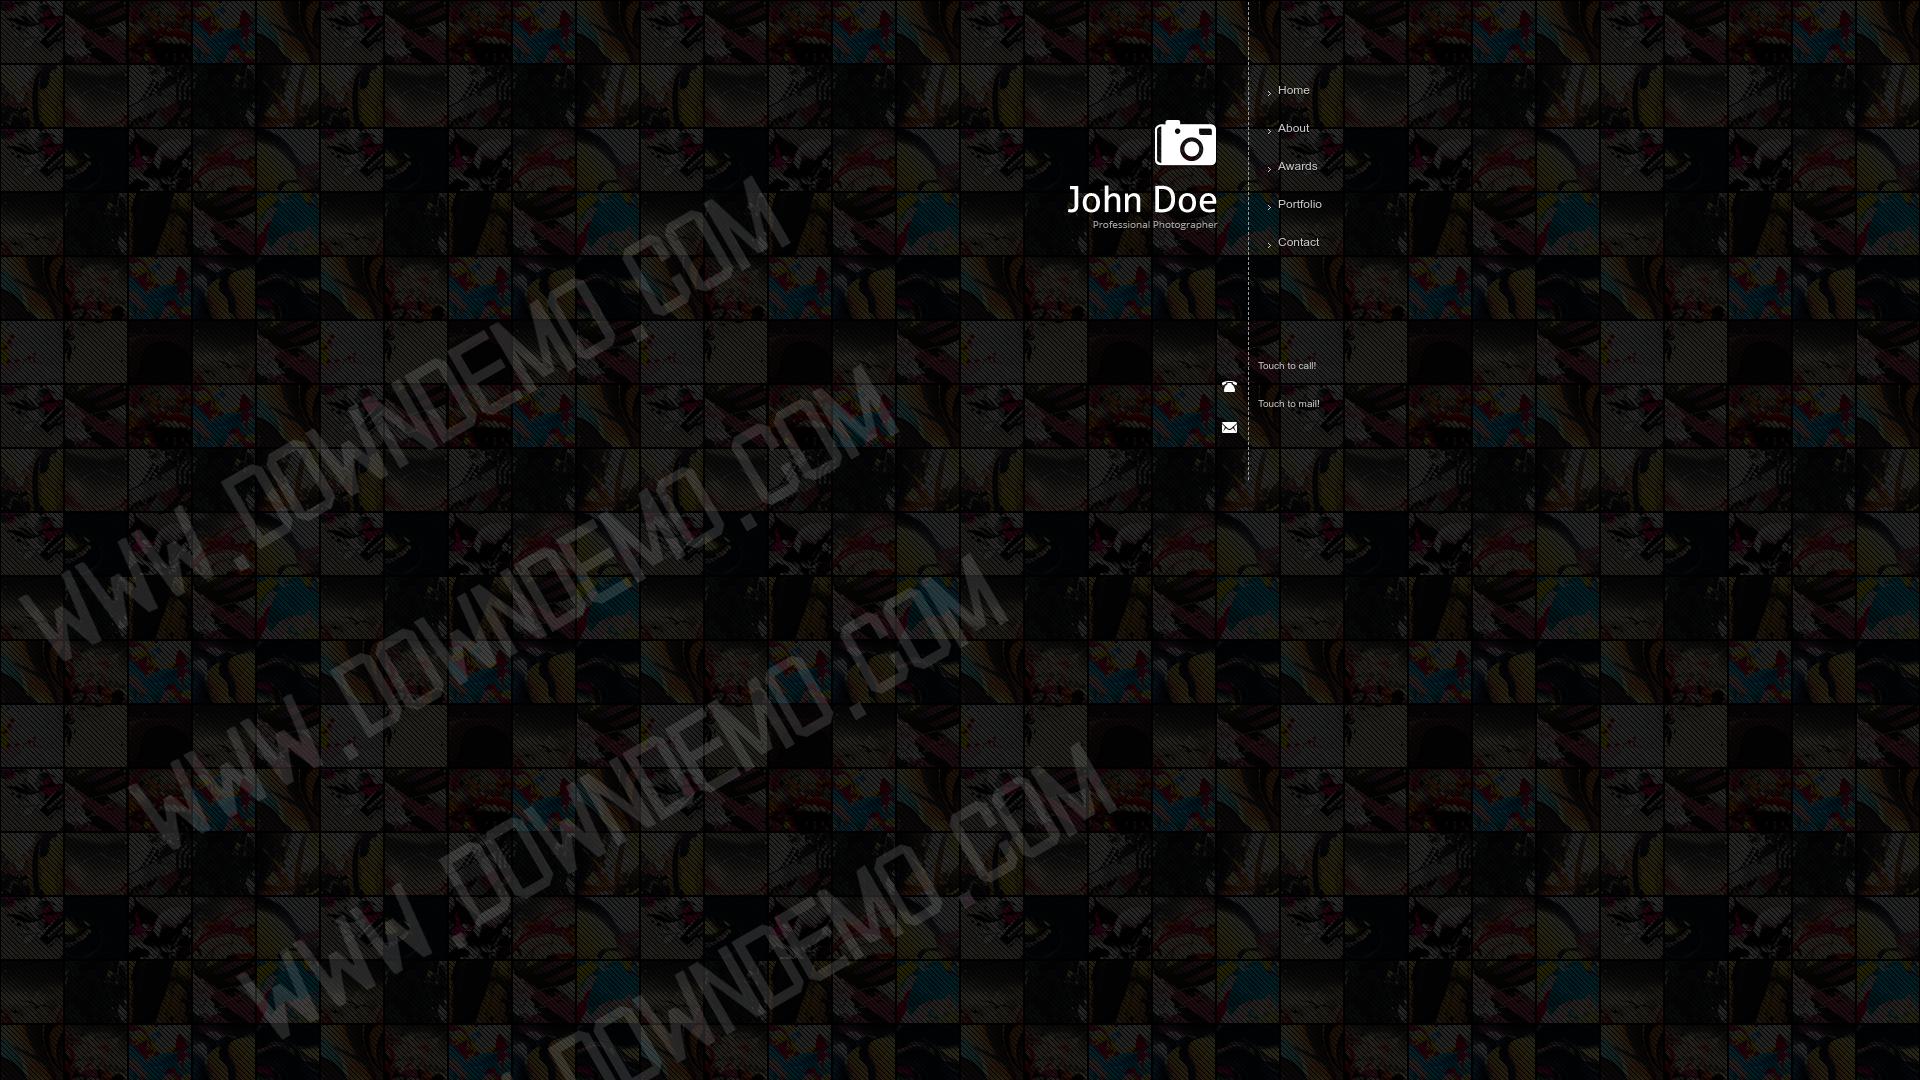 Home
About
Awards
Portfolio
Contact
John Doe
Professional Photographer
Touch to call!
Touch to mail!
WWW.DOWNDEMO.COM
WWW.DOWNDEMO.COM
WWW.DOWNDEMO.COM
DOWNDEMO.COM